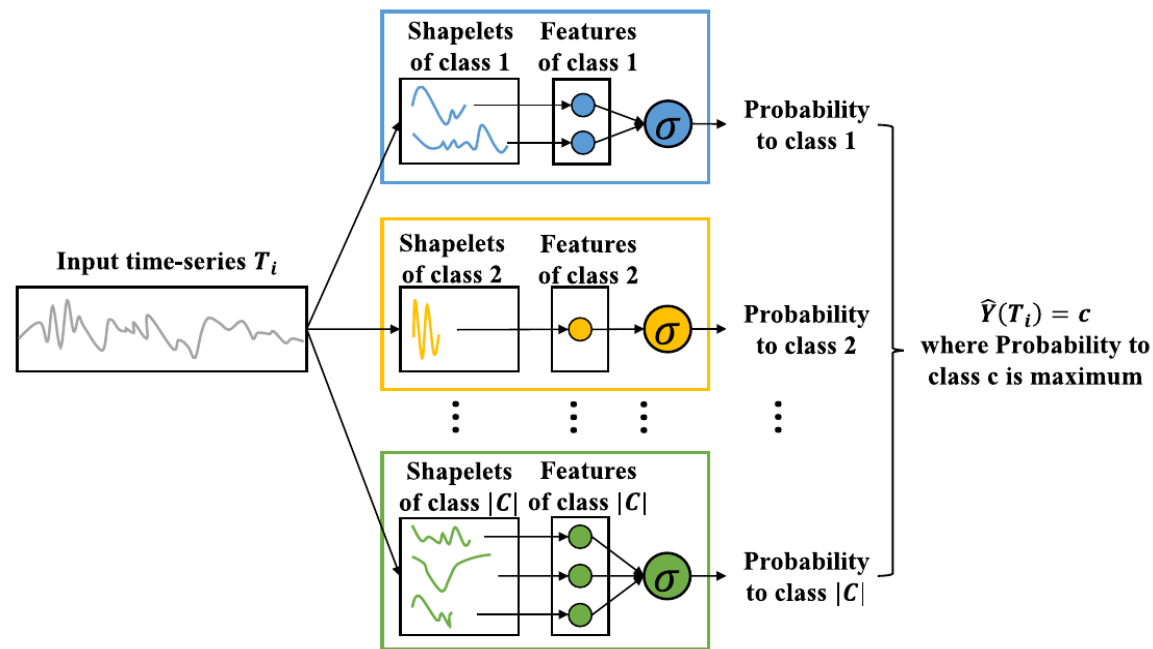 Shapelets
of class 1
Features
of class 1
σ
Probability
to class 1
Input time-series T_i
Shapelets
of class 2
Features
of class 2
σ
Probability
to class 2
Ŷ(T_i) = c
where Probability to
class c is maximum
Shapelets
of class |C|
Features
of class |C|
σ
Probability
to class |C|